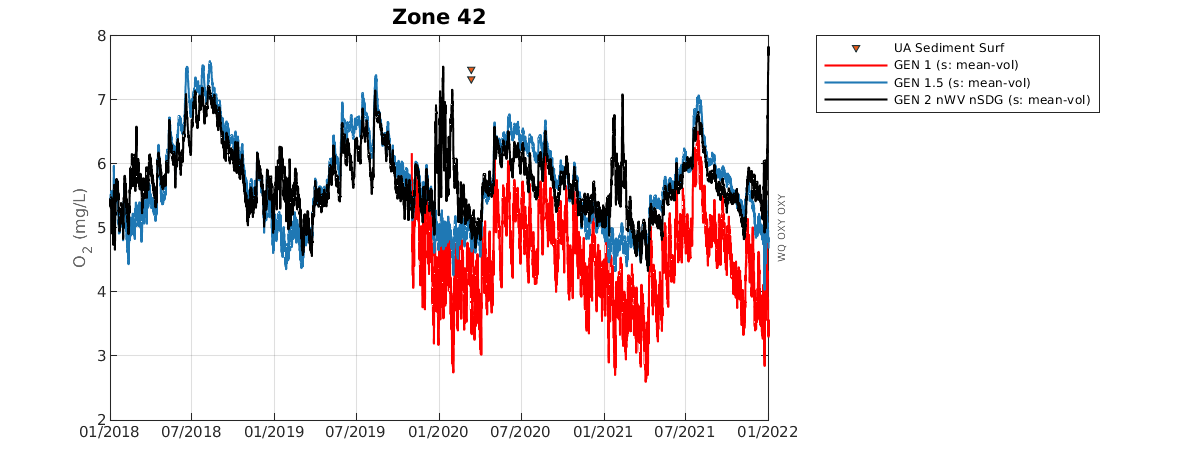 Zone 42
8
7
6
5
4
3
2
O2 (mg/L)
01/2018 07/2018 01/2019 07/2019 01/2020 07/2020 01/2021 07/2021 01/2022
WQ OXY OXY
UA Sediment Surf
GEN 1 (s: mean-vol)
GEN 1.5 (s: mean-vol)
GEN 2 nWV nSDG (s: mean-vol)